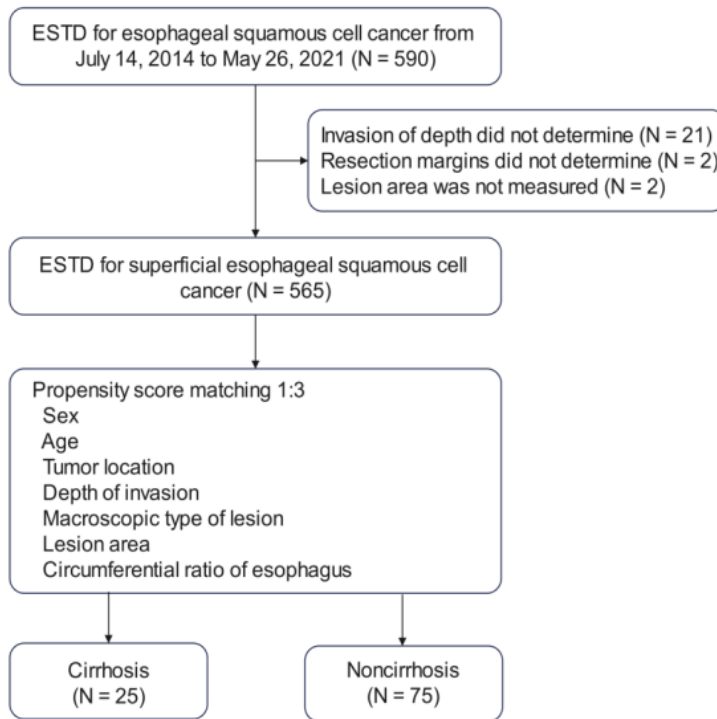 ESTD for esophageal squamous cell cancer from
July 14, 2014 to May 26, 2021 (N = 590)
Invasion of depth did not determine (N = 21)
Resection margins did not determine (N = 2)
Lesion area was not measured (N = 2)
ESTD for superficial esophageal squamous cell
cancer (N = 565)
Propensity score matching 1:3
Sex
Age
Tumor location
Depth of invasion
Macroscopic type of lesion
Lesion area
Circumferential ratio of esophagus
Cirrhosis
(N = 25)
Noncirrhosis
(N = 75)